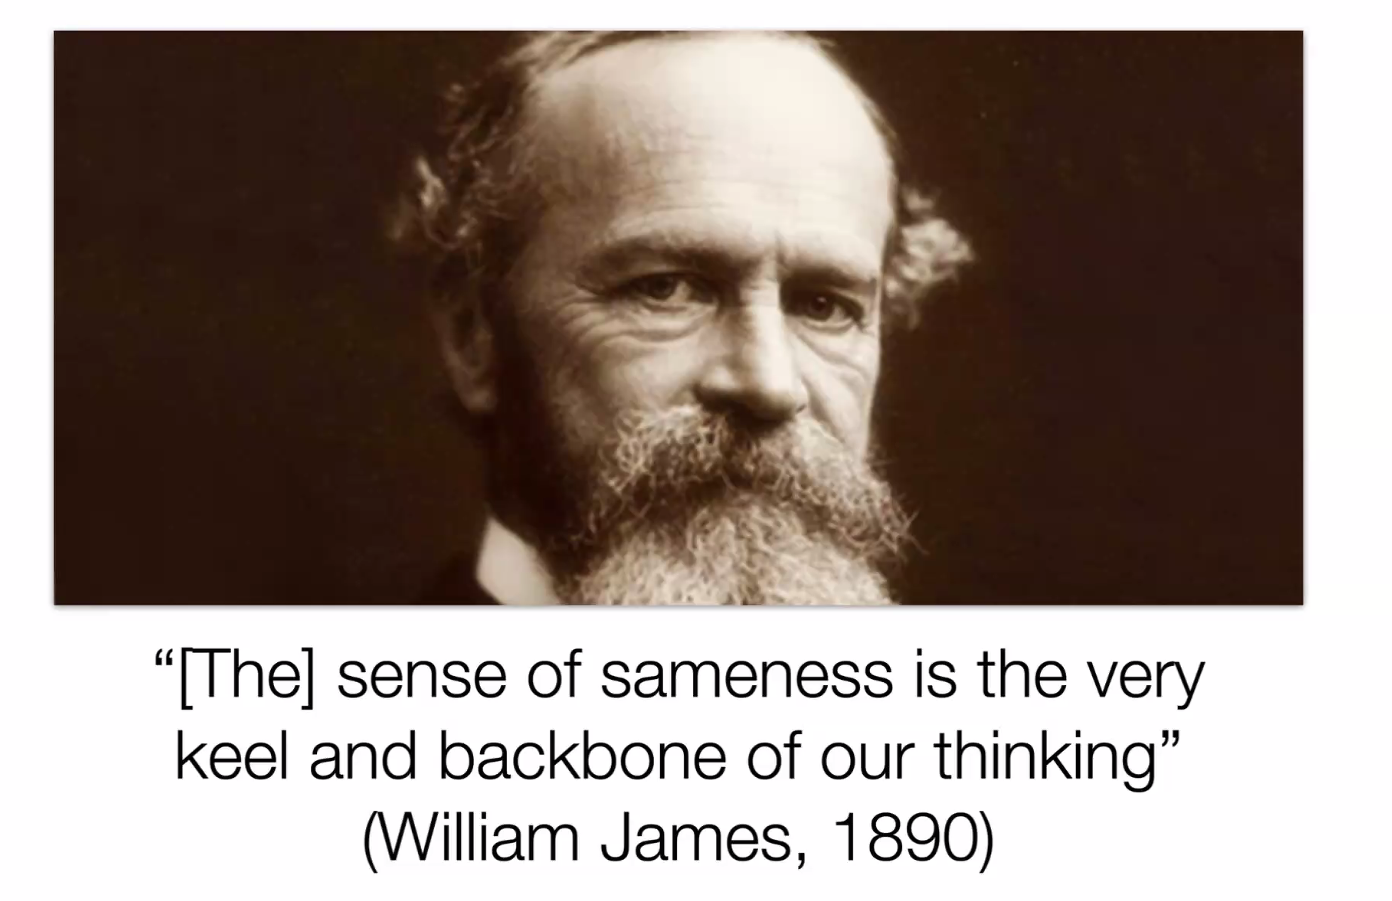 “[The] sense of sameness is the very
keel and backbone of our thinking”
(William James, 1890)